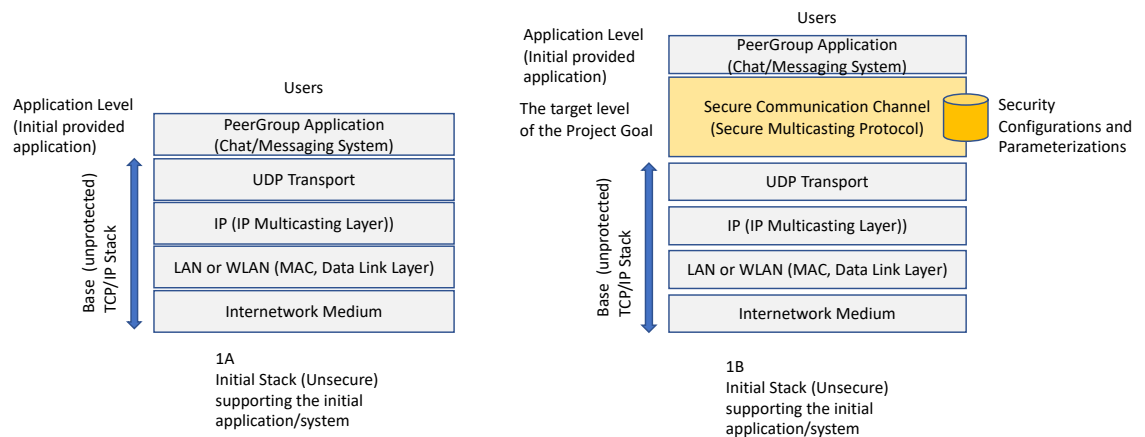 Users
Application Level
(Initial provided
application)
PeerGroup Application
(Chat/Messaging System)
UDP Transport
IP (IP Multicasting Layer))
LAN or WLAN (MAC, Data Link Layer)
Internetwork Medium
Base (unprotected)
TCP/IP Stack
1A
Initial Stack (Unsecure)
supporting the initial
application/system
Users
Application Level
(Initial provided
application)
PeerGroup Application
(Chat/Messaging System)
The target level
of the Project Goal
Secure Communication Channel
(Secure Multicasting Protocol)
Security
Configurations and
Parameterizations
UDP Transport
IP (IP Multicasting Layer))
LAN or WLAN (MAC, Data Link Layer)
Internetwork Medium
Base (unprotected)
TCP/IP Stack
1B
Initial Stack (Unsecure)
supporting the initial
application/system